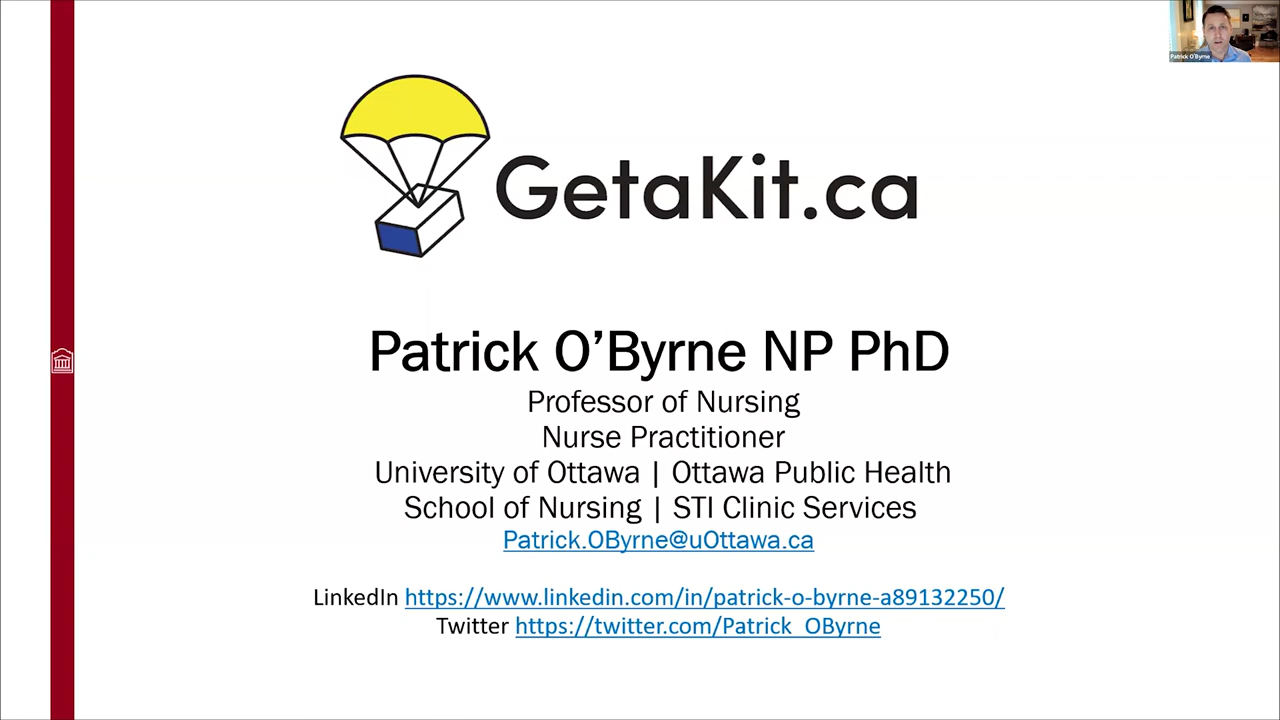 Patrick O'Byrne
GetaKit.ca
Patrick O’Byrne NP PhD
Professor of Nursing
Nurse Practitioner
University of Ottawa | Ottawa Public Health
School of Nursing | STI Clinic Services
Patrick.OByrne@uOttawa.ca
LinkedIn https://www.linkedin.com/in/patrick-o-byrne-a89132250/
Twitter https://twitter.com/Patrick_OByrne